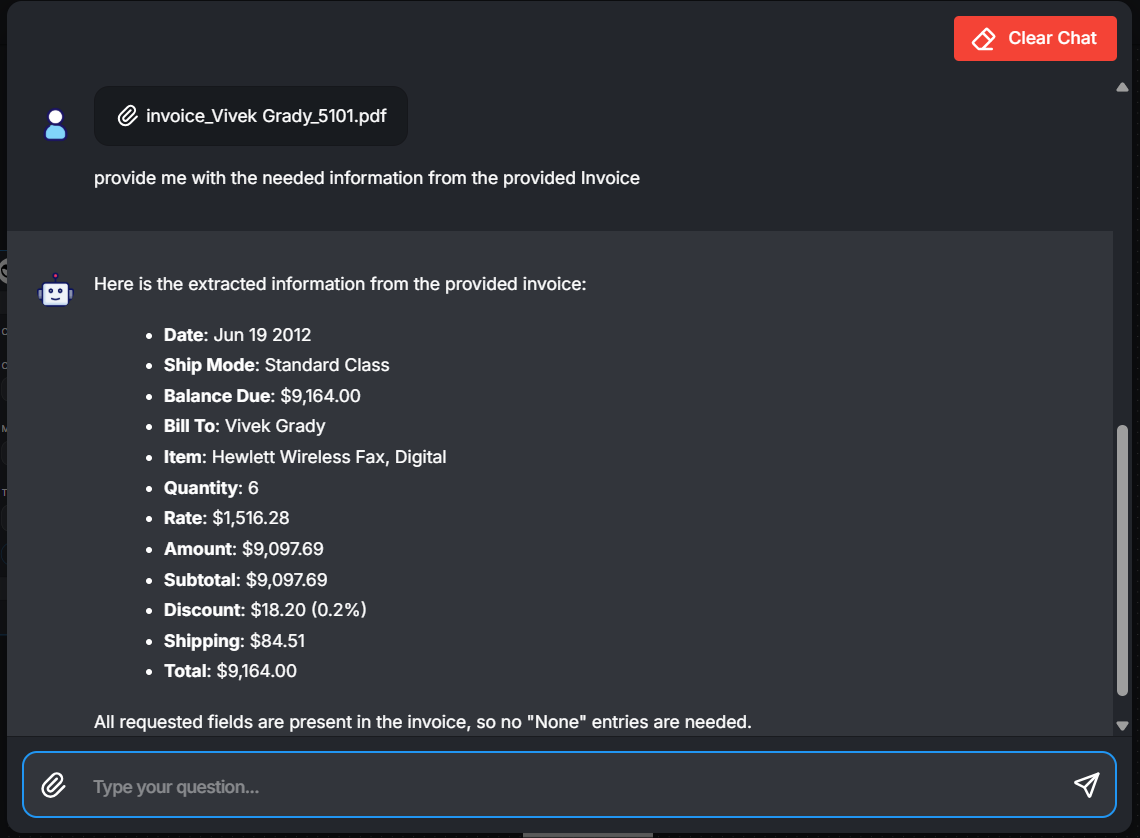 Clear Chat
invoice_Vivek Grady_5101.pdf
provide me with the needed information from the provided Invoice
Here is the extracted information from the provided invoice:
• Date: Jun 19 2012
• Ship Mode: Standard Class
• Balance Due: $9,164.00
• Bill To: Vivek Grady
• Item: Hewlett Wireless Fax, Digital
• Quantity: 6
• Rate: $1,516.28
• Amount: $9,097.69
• Subtotal: $9,097.69
• Discount: $18.20 (0.2%)
• Shipping: $84.51
• Total: $9,164.00
All requested fields are present in the invoice, so no "None" entries are needed.
Type your question...